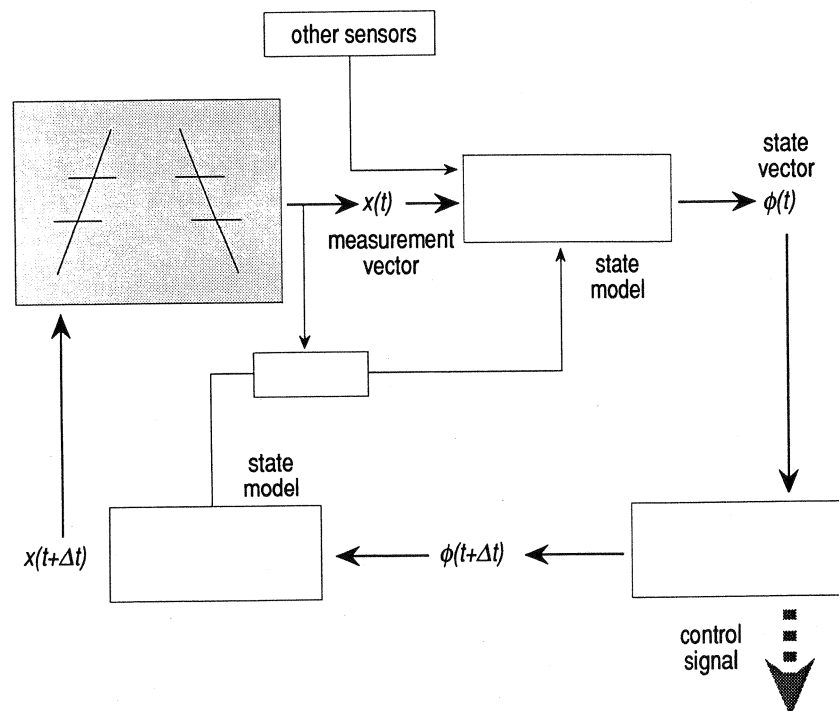 other sensors
state
vector
x(t)
ϕ(t)
measurement
vector
state
model
state
model
x(t+Δt)
ϕ(t+Δt)
control
signal